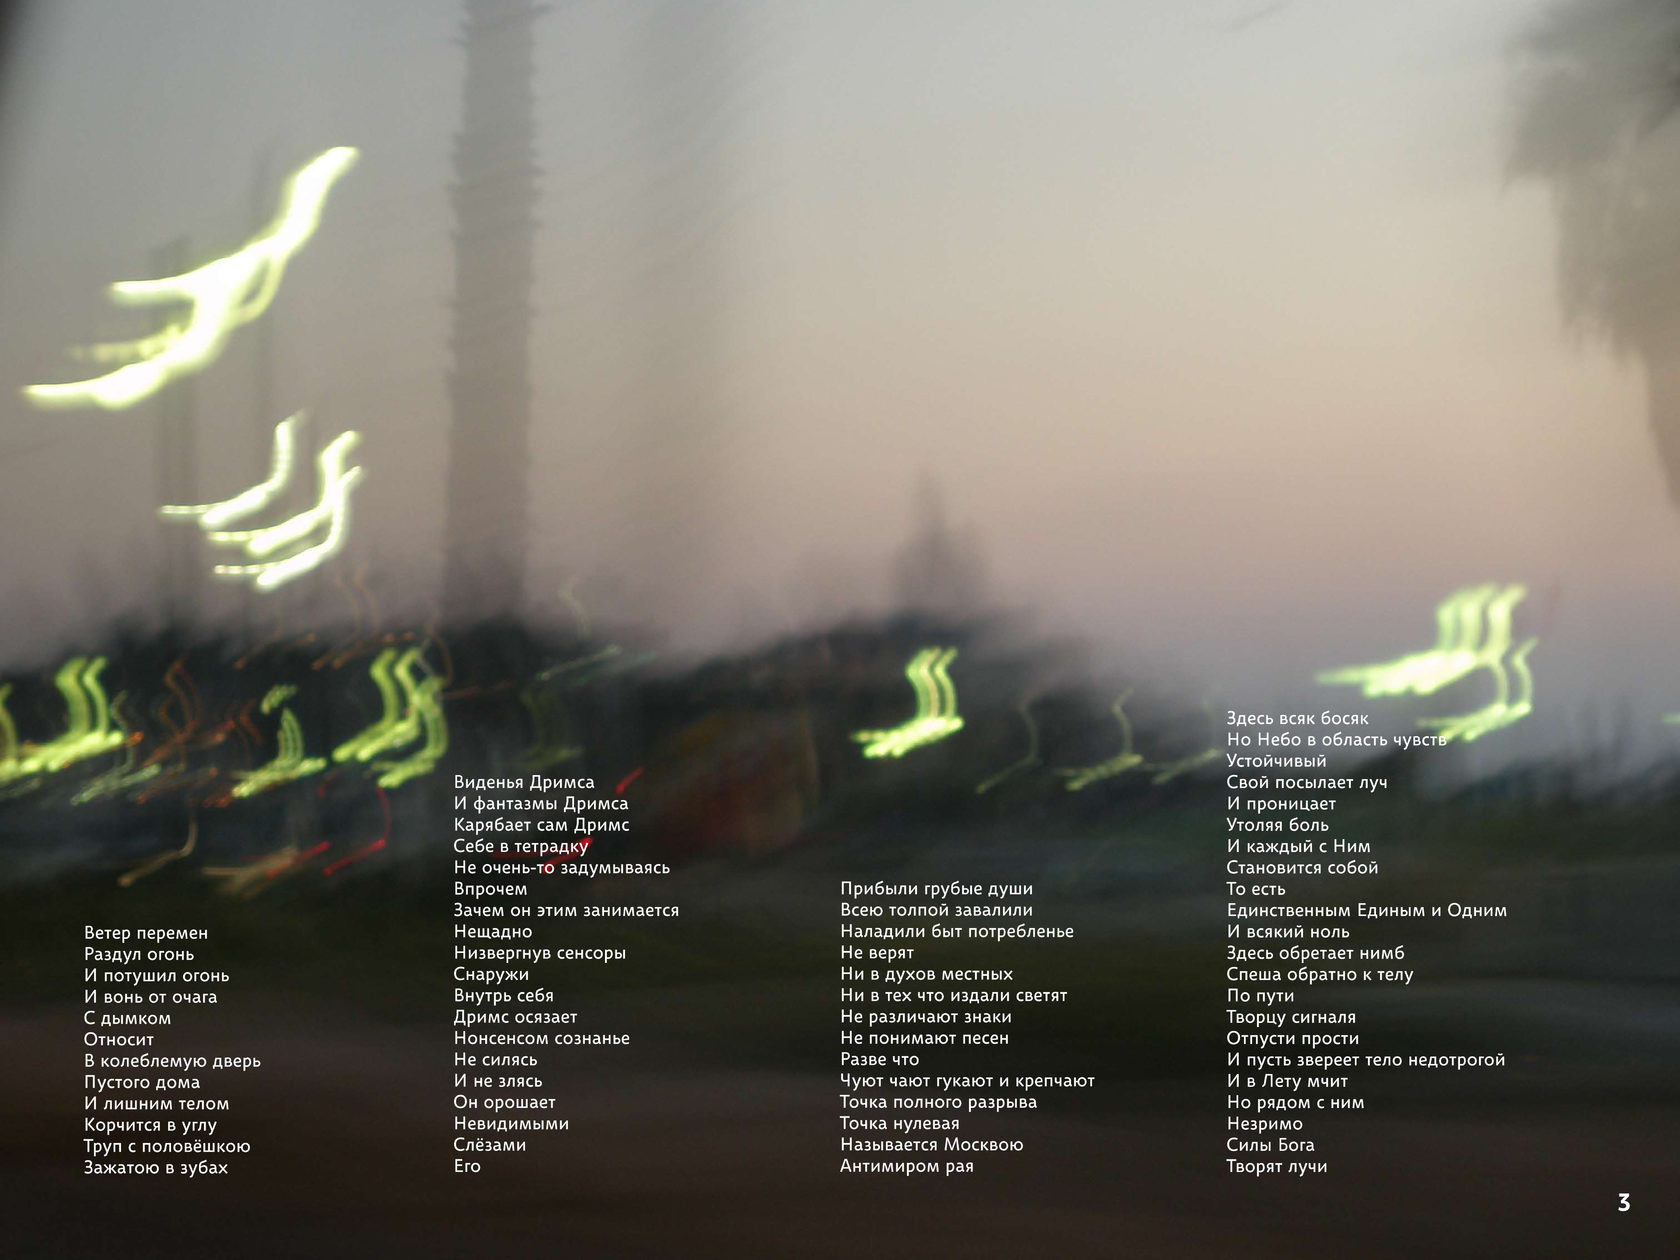 Ветер перемен
Раздул огонь
И потушил огонь
И вонь от очага
С дымком
Относит
В колеблемую дверь
Пустого дома
И лишним телом
Корчится в углу
Труп с половёшкою
Зажатою в зубах
Виденья Дримса
И фантазмы Дримса
Карябает сам Дримс
Себе в тетрадку
Не очень-то задумываясь
Впрочем
Зачем он этим занимается
Нещадно
Низвергнув сенсоры
Снаружи
Внутрь себя
Дримс осязает
Нонсенсом сознанье
Не силясь
И не злясь
Он орошает
Невидимыми
Слёзами
Его
Прибыли грубые души
Всею толпой завалили
Наладили быт потребленье
Не верят
Ни в духов местных
Ни в тех что издали светят
Не различают знаки
Не понимают песен
Разве что
Чуют чают гукают и крепчают
Точка полного разрыва
Точка нулевая
Называется Москвою
Антимиром рая
Здесь всяк босяк
Но Небо в область чувств
Устойчивый
Свой посылает луч
И проницает
Утоляя боль
И каждый с Ним
Становится собой
То есть
Единственным Единым и Одним
И всякий ноль
Здесь обретает нимб
Спеша обратно к телу
По пути
Творцу сигналя
Отпусти прости
И пусть звереет тело недотрогой
И в Лету мчит
Но рядом с ним
Незримо
Силы Бога
Творят лучи
3